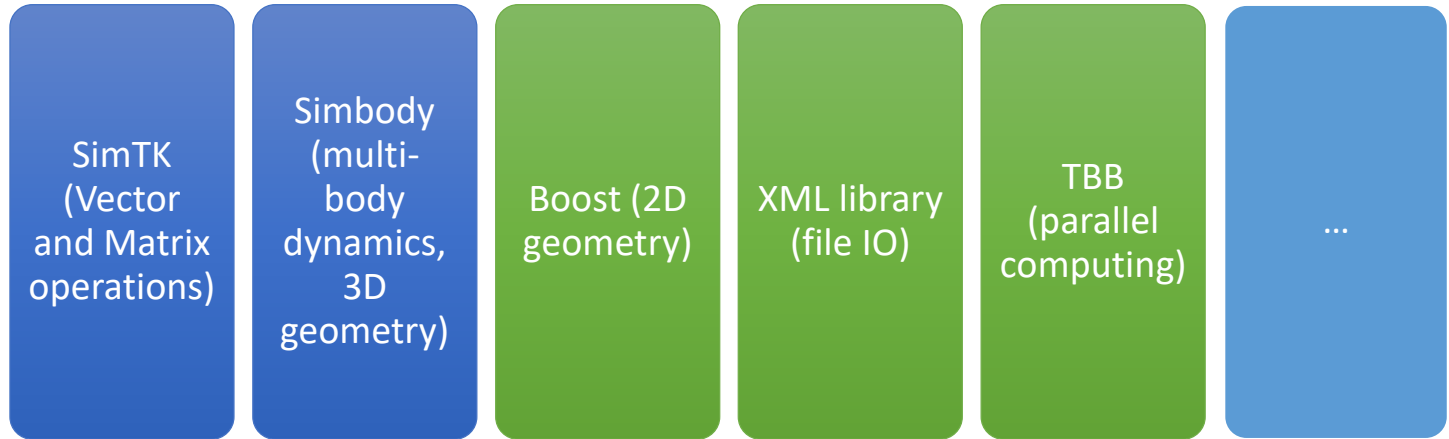 SimTK
(Vector
and Matrix
operations)
Simbody
(multi-
body
dynamics,
3D
geometry)
Boost (2D
geometry)
XML library
(file IO)
TBB
(parallel
computing)
...